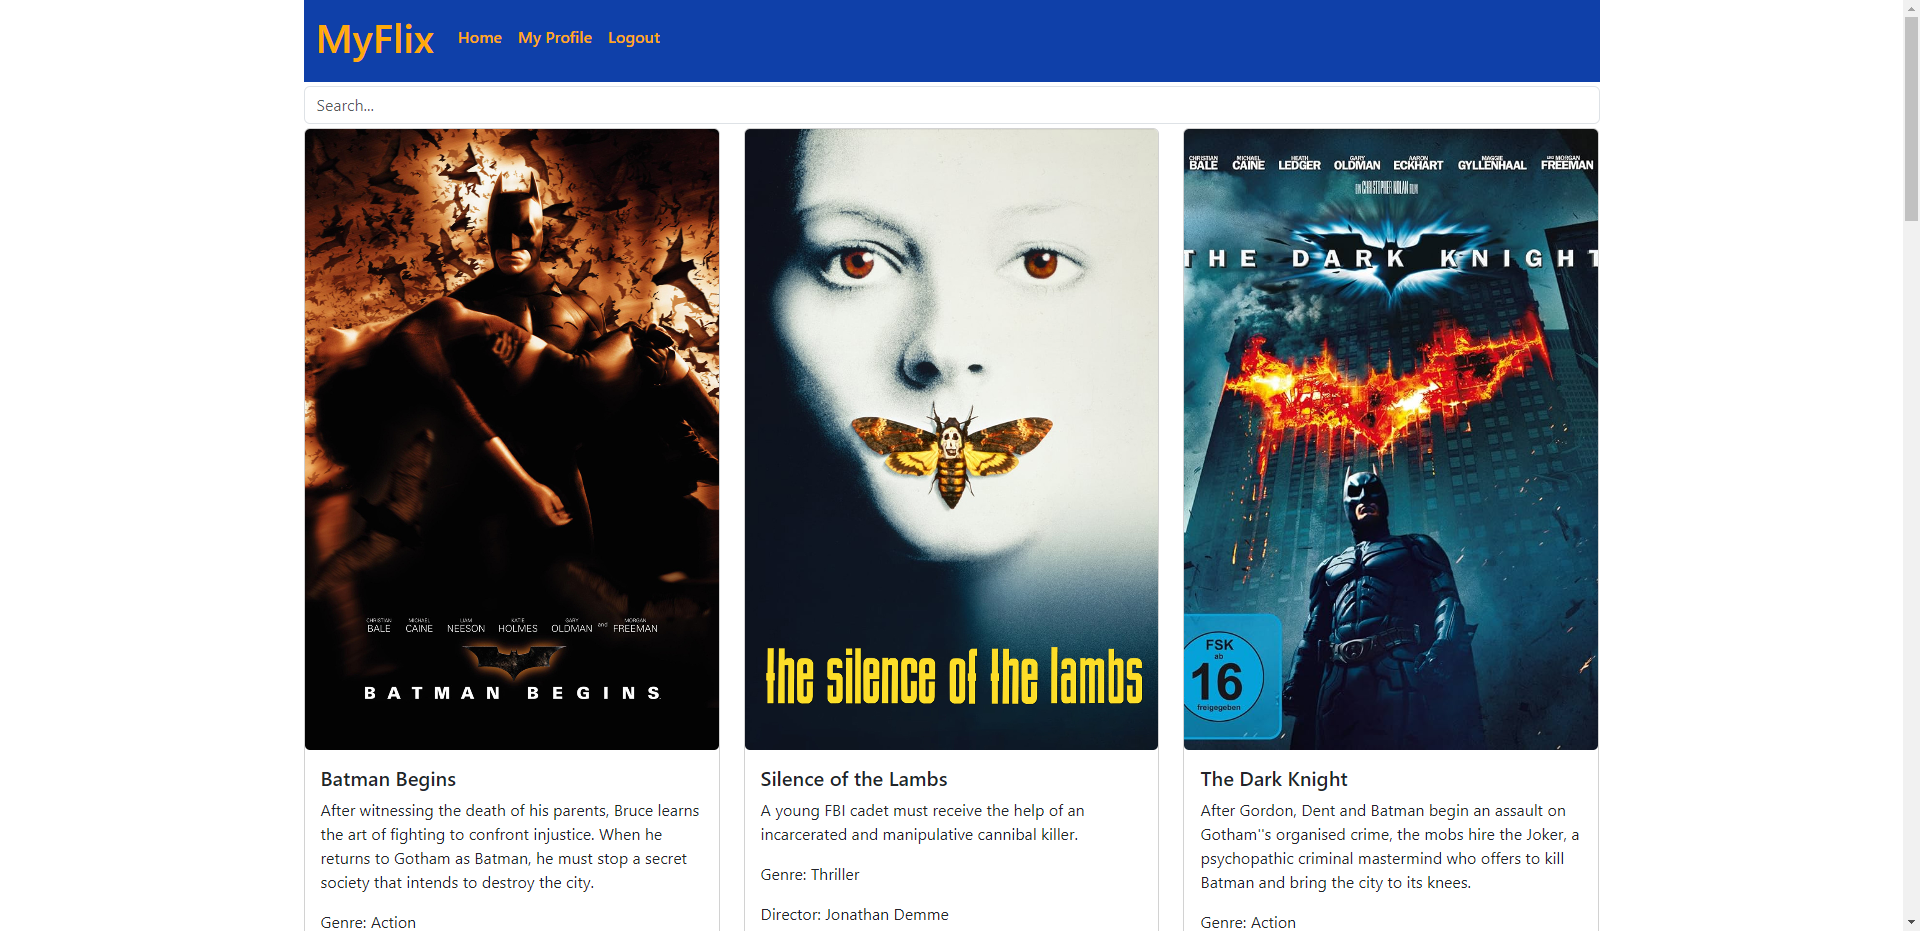 MyFlix Home My Profile Logout
Search...
CHRISTIAN BALE MICHAEL CAINE LIAM NEESON KATIE HOLMES GARY OLDMAN and MORGAN FREEMAN
BATMAN BEGINS
the silence of the lambs
CHRISTIAN BALE MICHAEL CAINE HEATH LEDGER GARY OLDMAN AARON ECKHART MAGGIE GYLLENHAAL AND MORGAN FREEMAN
EIN CHRISTOPHER NOLAN FILM
THE DARK KNIGHT
FSK
ab
16
freigegeben
Batman Begins
After witnessing the death of his parents, Bruce learns
the art of fighting to confront injustice. When he
returns to Gotham as Batman, he must stop a secret
society that intends to destroy the city.
Genre: Action
Silence of the Lambs
A young FBI cadet must receive the help of an
incarcerated and manipulative cannibal killer.
Genre: Thriller
Director: Jonathan Demme
The Dark Knight
After Gordon, Dent and Batman begin an assault on
Gotham''s organised crime, the mobs hire the Joker, a
psychopathic criminal mastermind who offers to kill
Batman and bring the city to its knees.
Genre: Action